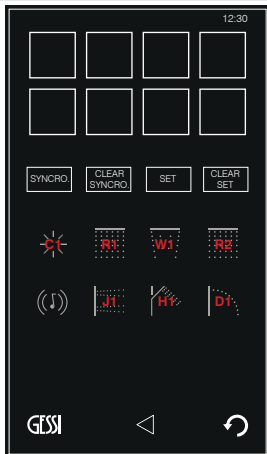 12:30
SYNCRO. CLEAR SYNCRO. SET CLEAR SET
C1 R1 W1 R2
J1 H1 D1
GESSI